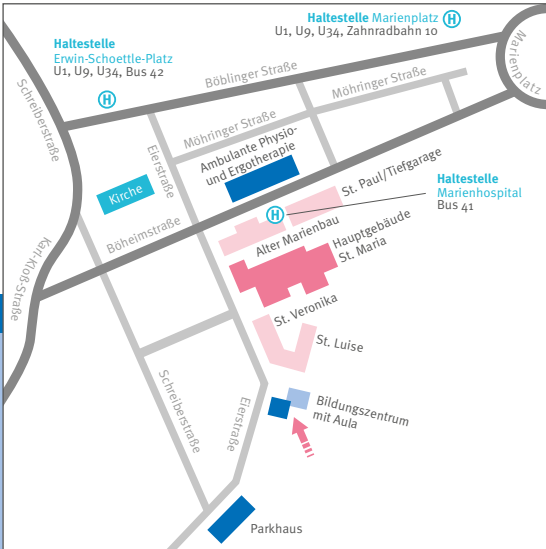 Haltestelle Marienplatz H
U1, U9, U34, Zahnradbahn 10
Haltestelle
Erwin-Schoettle-Platz
U1, U9, U34, Bus 42
H
Marienplatz
Böblinger Straße
Schreiberstraße
Möhringer Straße
Möhringer Straße
Eierstraße
Ambulante Physio-
und Ergotherapie
Kirche
St. Paul/Tiefgarage
Haltestelle
Marienhospital
Bus 41
H
Böheimstraße
Alter Marienbau
Hauptgebäude
St. Maria
Karl-Kloß-Straße
St. Veronika
St. Luise
Schreiberstraße
Eierstraße
Bildungszentrum
mit Aula
Parkhaus